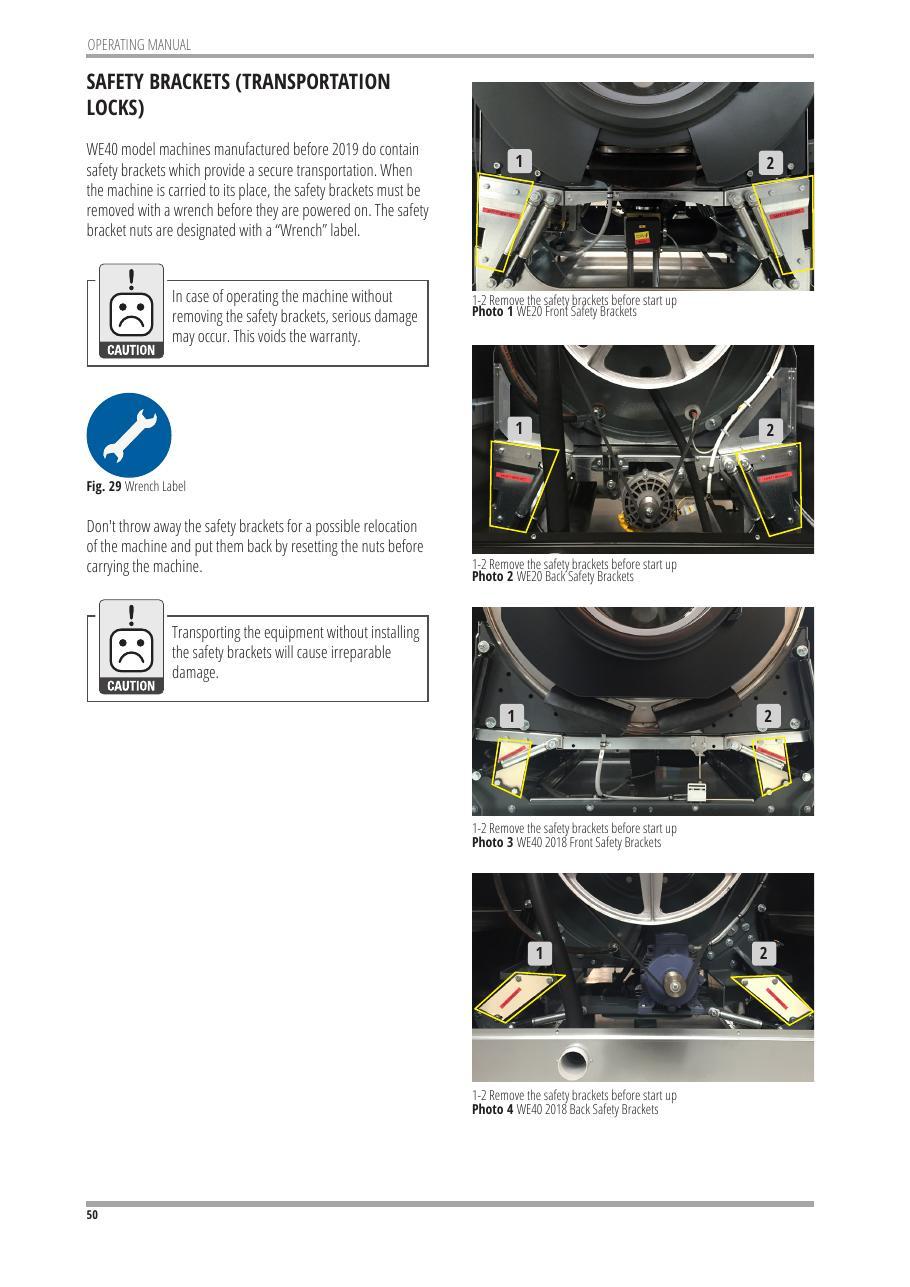 OPERATING MANUAL
SAFETY BRACKETS (TRANSPORTATION
LOCKS)
WE40 model machines manufactured before 2019 do contain
safety brackets which provide a secure transportation. When
the machine is carried to its place, the safety brackets must be
removed with a wrench before they are powered on. The safety
bracket nuts are designated with a “Wrench” label.
!
CAUTION
In case of operating the machine without
removing the safety brackets, serious damage
may occur. This voids the warranty.
Fig. 29 Wrench Label
Don't throw away the safety brackets for a possible relocation
of the machine and put them back by resetting the nuts before
carrying the machine.
!
CAUTION
Transporting the equipment without installing
the safety brackets will cause irreparable
damage.
1
2
1-2 Remove the safety brackets before start up
Photo 1 WE20 Front Safety Brackets
1
2
1-2 Remove the safety brackets before start up
Photo 2 WE20 Back Safety Brackets
1
2
1-2 Remove the safety brackets before start up
Photo 3 WE40 2018 Front Safety Brackets
1
2
1-2 Remove the safety brackets before start up
Photo 4 WE40 2018 Back Safety Brackets
50